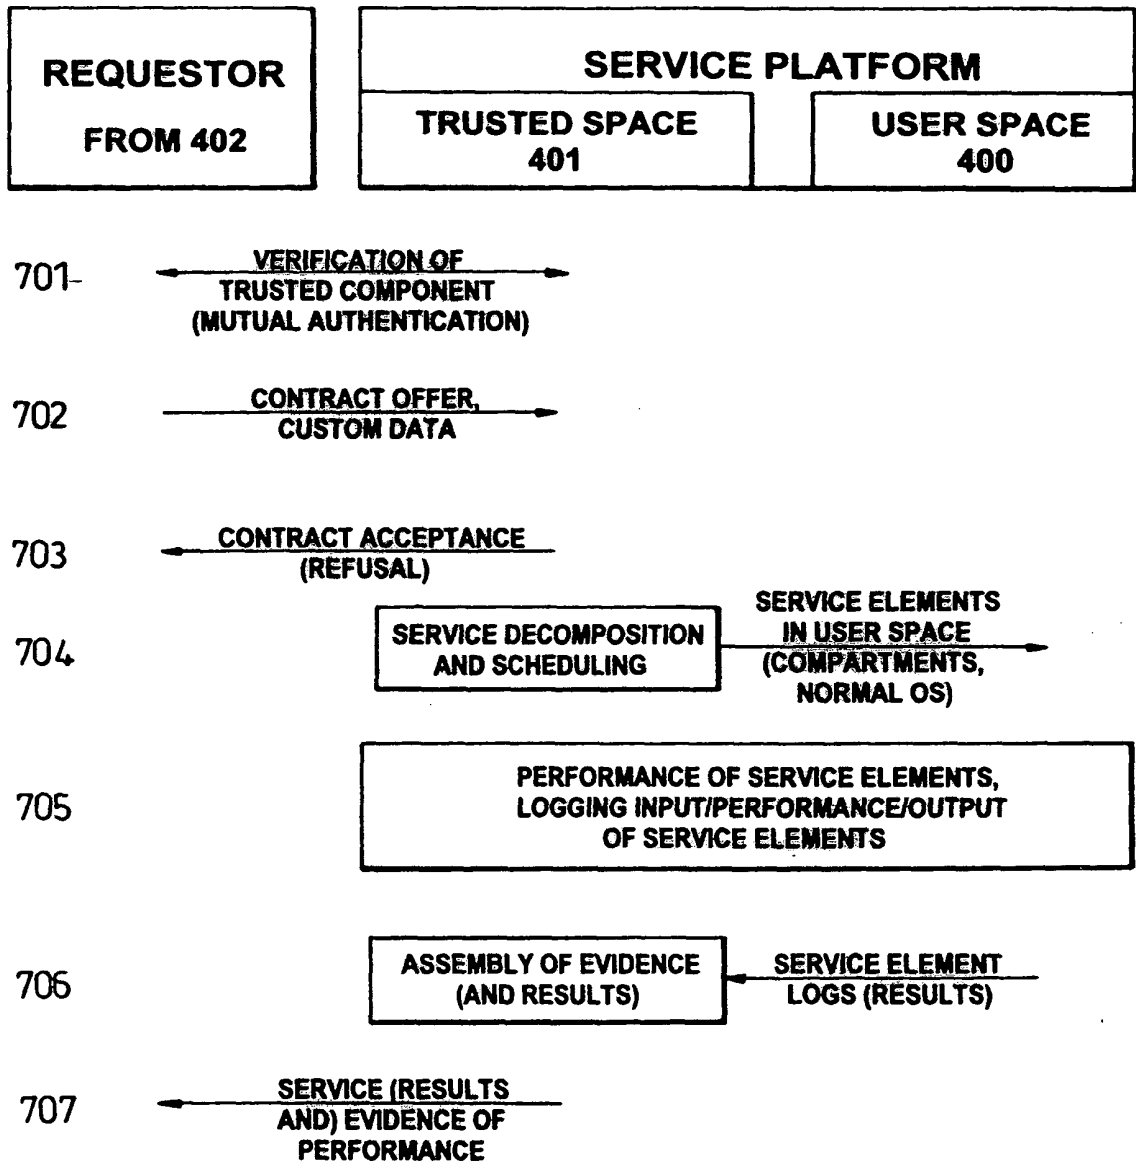 REQUESTOR
FROM 402
SERVICE PLATFORM
TRUSTED SPACE
401
USER SPACE
400
701
VERIFICATION OF
TRUSTED COMPONENT
(MUTUAL AUTHENTICATION)
702
CONTRACT OFFER,
CUSTOM DATA
703
CONTRACT ACCEPTANCE
(REFUSAL)
704
SERVICE DECOMPOSITION
AND SCHEDULING
SERVICE ELEMENTS
IN USER SPACE
(COMPARTMENTS,
NORMAL OS)
705
PERFORMANCE OF SERVICE ELEMENTS,
LOGGING INPUT/PERFORMANCE/OUTPUT
OF SERVICE ELEMENTS
706
ASSEMBLY OF EVIDENCE
(AND RESULTS)
SERVICE ELEMENT
LOGS (RESULTS)
707
SERVICE (RESULTS
AND) EVIDENCE OF
PERFORMANCE